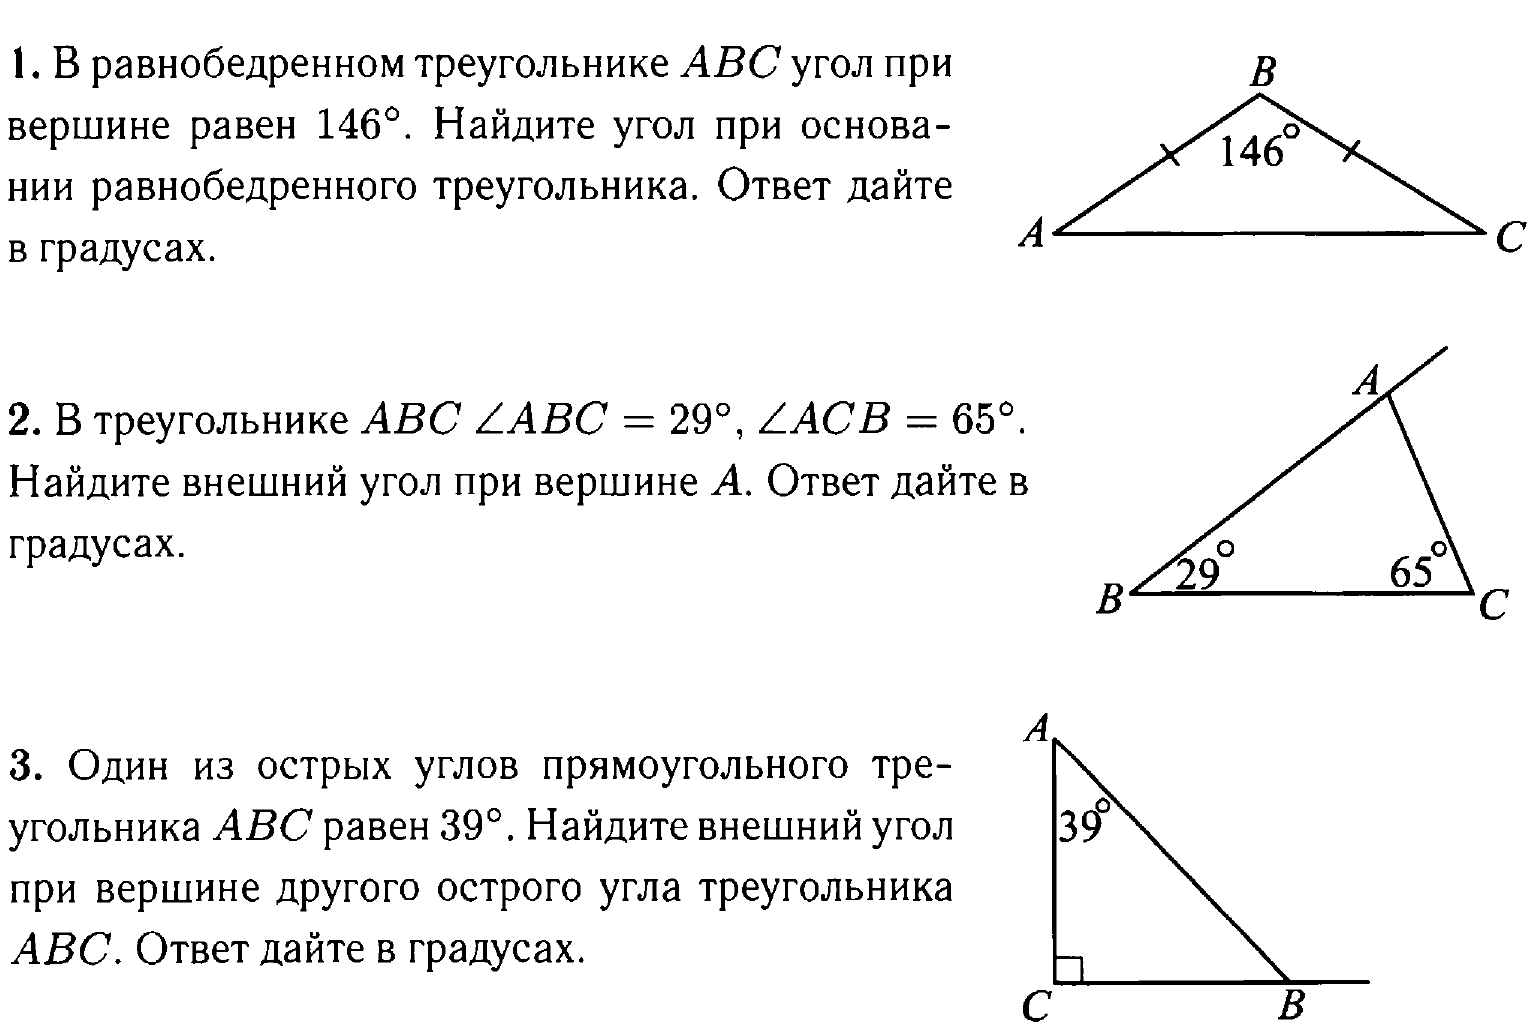 1. В равнобедренном треугольнике ABC угол при
вершине равен 146°. Найдите угол при основа-
нии равнобедренного треугольника. Ответ дайте
в градусах.
B
146°
A
C
2. В треугольнике ABC ∠ABC = 29°, ∠ACB = 65°.
Найдите внешний угол при вершине A. Ответ дайте в
градусах.
A
29°
65°
B
C
3. Один из острых углов прямоугольного тре-
угольника ABC равен 39°. Найдите внешний угол
при вершине другого острого угла треугольника
ABC. Ответ дайте в градусах.
A
39°
C
B